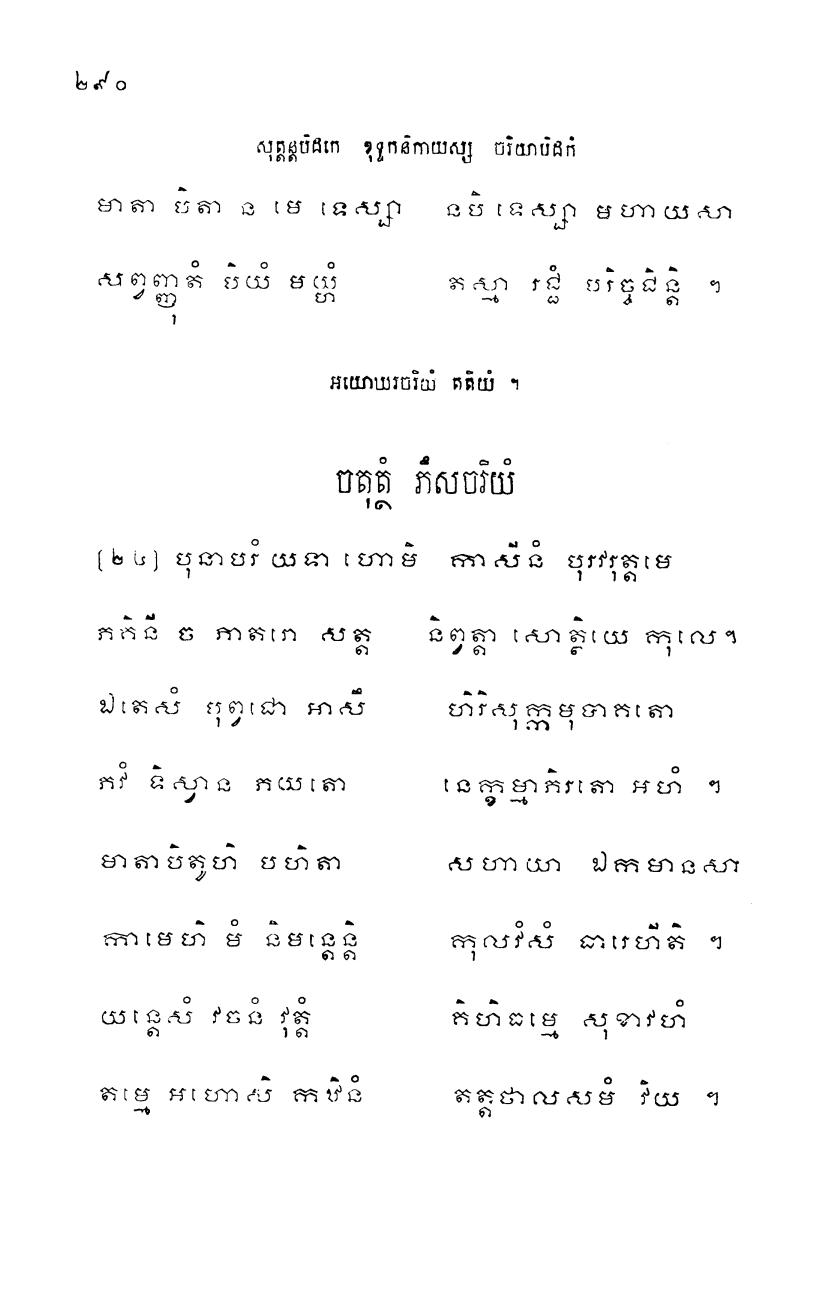 ២៩០
សុត្តន្តបិដកេ ខុទ្ទកនិកាយស្ស ចរិយាបិដកំ
មាតា បិតា ន មេ ទេស្សា នបិ ទេស្សា មហាយសា
សព្វញ្ញុតំ បិយំ មយ្ហំ តស្មា រជ្ជំ បរិច្ចជិន្តិ ។
អយោឃរចរិយំ តតិយំ ។
ចតុត្ថំ ភឹសចរិយំ
[២៤] បុនាបរំ យទា ហោមិ កាសីនំ បុរវរុត្តមេ
ភគិនី ច ភាតរោ សត្ត និព្វត្តា សោត្ថិយេ កុលេ។
ឯតេសំ បុព្វជោ អាសឹ ហិរិសុក្កមុទាគតោ
ភវំ ទិស្វាន ភយតោ នេក្ខម្មាភិរតោ អហំ ។
មាតាបិតូហិ បហិតា សហាយា ឯកមានសា
កាមេហិ មំ និមន្តេន្តិ កុលវំសំ ធារេហីតិ ។
យន្តេសំ វចនំ វុត្តំ គិហិធម្មេ សុខាវហំ
តម្មេ អហោសិ កឋិនំ តត្តថាលសមំ វិយ ។